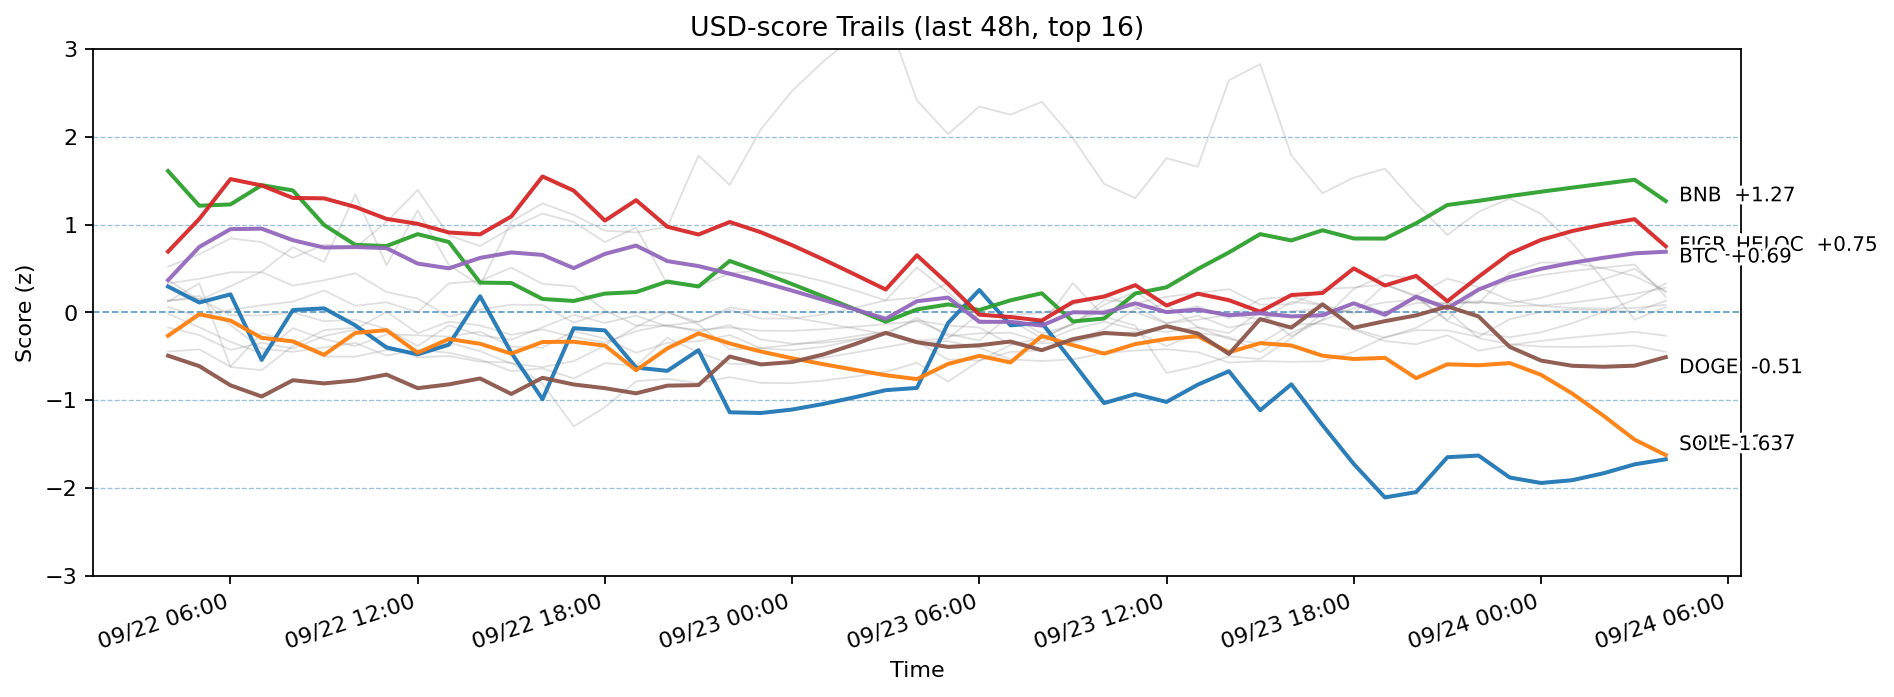 USD-score Trails (last 48h, top 16)
Score (z)
3
2
1
0
−1
−2
−3
BNB +1.27
FIGR_HELOC +0.75
BTC +0.69
DOGE -0.51
09/22 06:00
09/22 12:00
09/22 18:00
09/23 00:00
09/23 06:00
09/23 12:00
09/23 18:00
09/24 00:00
09/24 06:00
Time